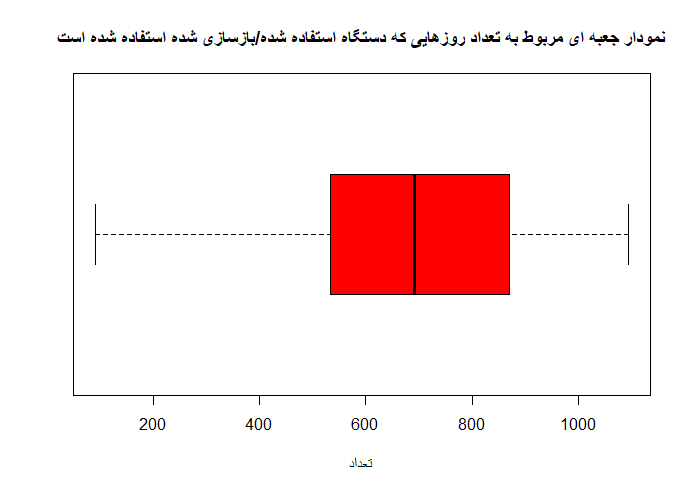 نمودار جعبه ای مربوط به تعداد روزهایی که دستگاه استفاده شده/بازسازی شده استفاده شده است
200 400 600 800 1000
تعداد